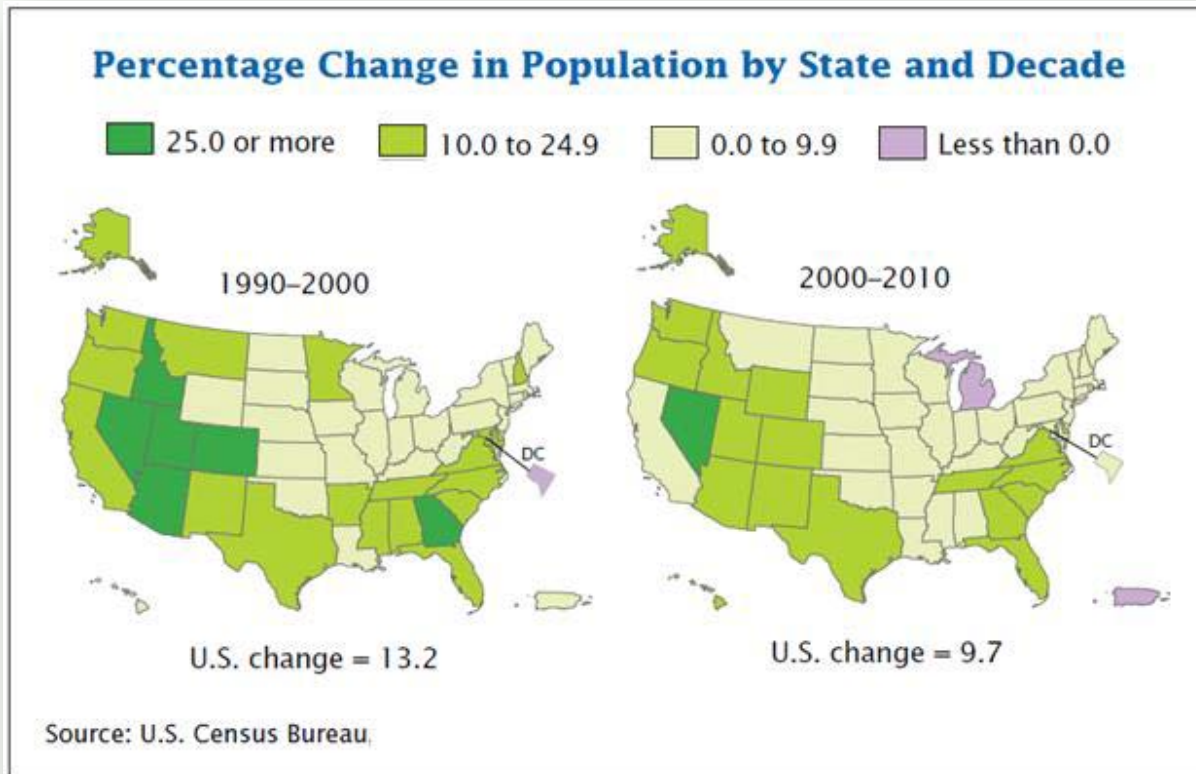 Percentage Change in Population by State and Decade
25.0 or more 10.0 to 24.9 0.0 to 9.9 Less than 0.0
1990–2000
2000–2010
DC
DC
U.S. change = 13.2
U.S. change = 9.7
Source: U.S. Census Bureau